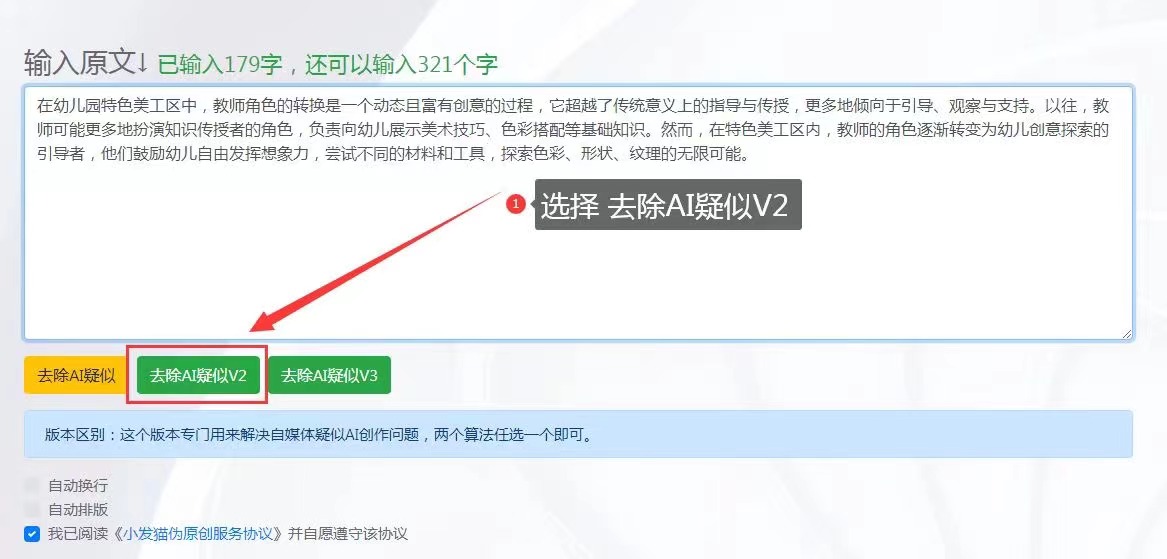 输入原文↓ 已输入179字，还可以输入321个字
在幼儿园特色美工区中，教师角色的转换是一个动态且富有创意的过程，它超越了传统意义上的指导与传授，更多地倾向于引导、观察与支持。以往，教
师可能更多地扮演知识传授者的角色，负责向幼儿展示美术技巧、色彩搭配等基础知识。然而，在特色美工区内，教师的角色逐渐转变为幼儿创意探索的
引导者，他们鼓励幼儿自由发挥想象力，尝试不同的材料和工具，探索色彩、形状、纹理的无限可能。
1 选择 去除AI疑似V2
去除AI疑似 去除AI疑似V2 去除AI疑似V3
版本区别：这个版本专门用来解决自媒体疑似AI创作问题，两个算法任选一个即可。
自动换行
自动排版
我已阅读《小发猫伪原创服务协议》并自愿遵守该协议